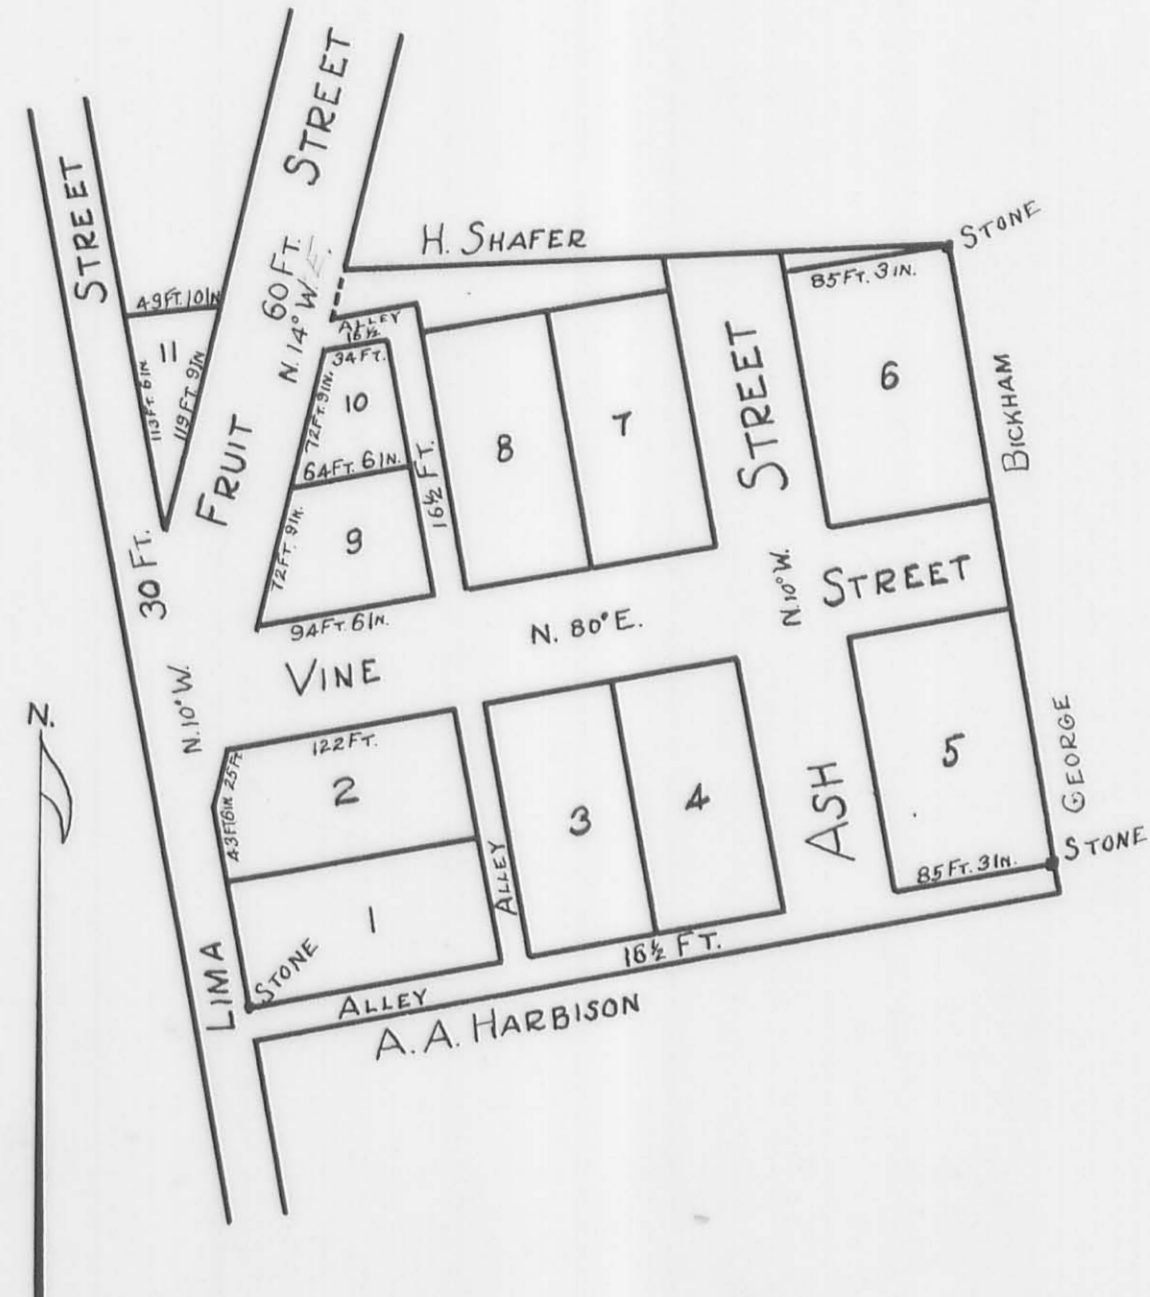 STREET
STREET
60 FT.
N. 14° W.
H. SHAFER
STONE
85 FT. 3 IN.
49 FT. 10 IN
11
113 FT. 6 IN
119 FT. 9 IN
FRUIT
ALLEY
16½
34 FT.
72 FT. 9 IN.
10
64 FT. 6 IN.
16½ FT.
72 FT. 9 IN.
9
94 FT. 6 IN.
8
7
STREET
6
BICKHAM
30 FT.
N. 10° W.
STREET
N. 10° W.
N. 80° E.
VINE
N.
122 FT.
43 FT 6 IN
25 FT
2
3
4
ASH
5
GEORGE
85 FT. 3 IN.
STONE
1
ALLEY
LIMA
STONE
ALLEY
16½ FT.
A. A. HARBISON